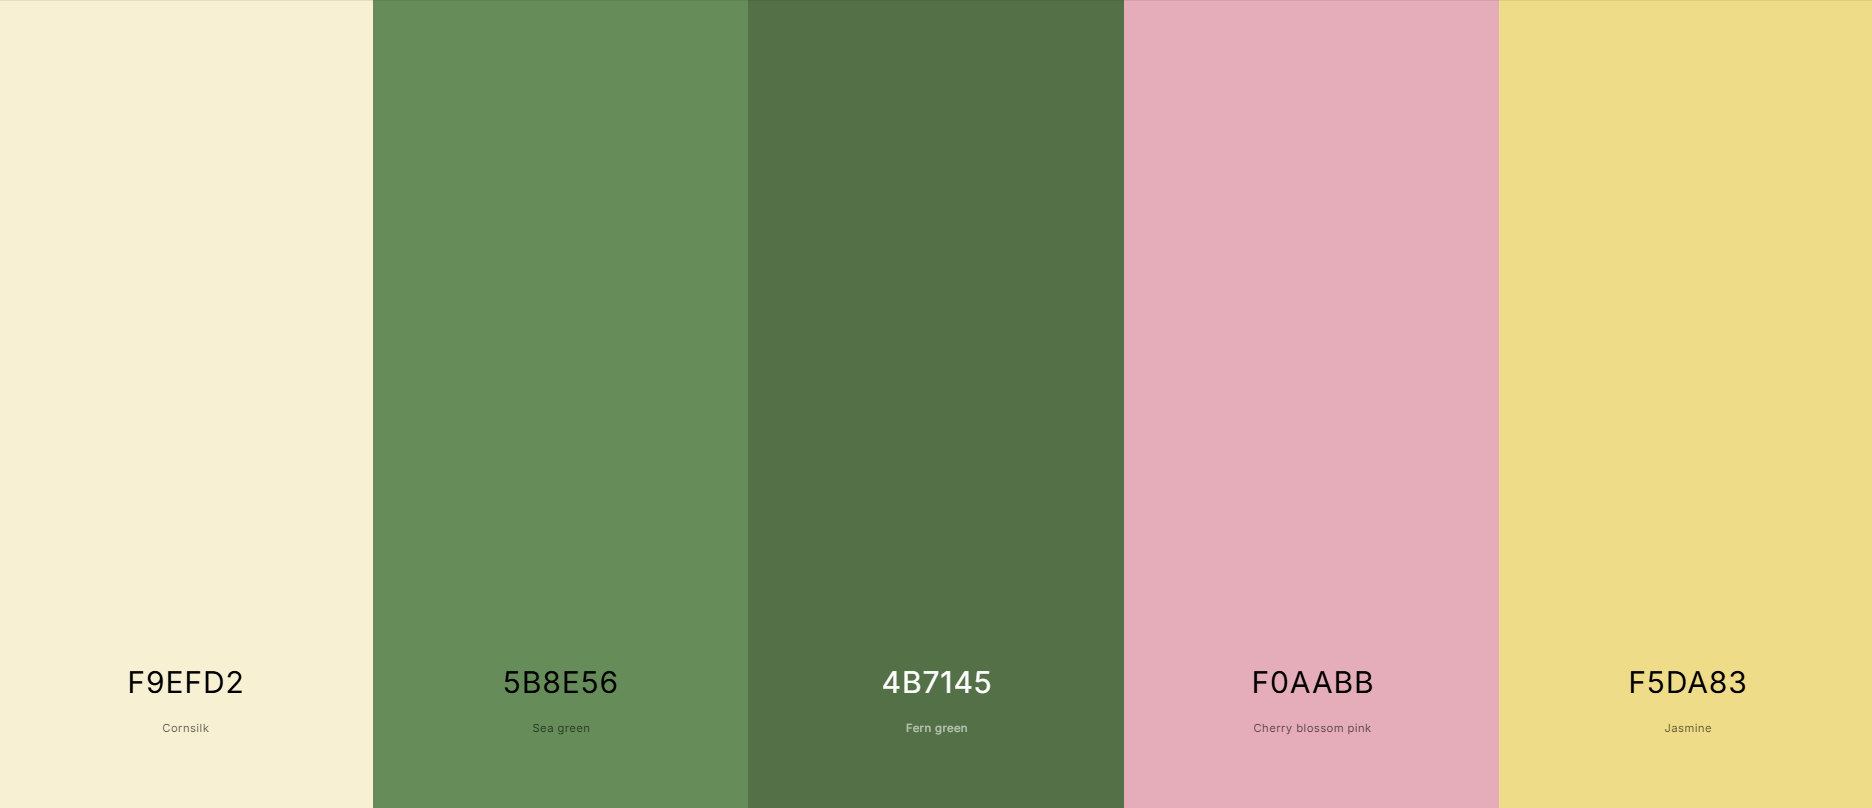 F9EFD2
Cornsilk
5B8E56
Sea green
4B7145
Fern green
F0AABB
Cherry blossom pink
F5DA83
Jasmine